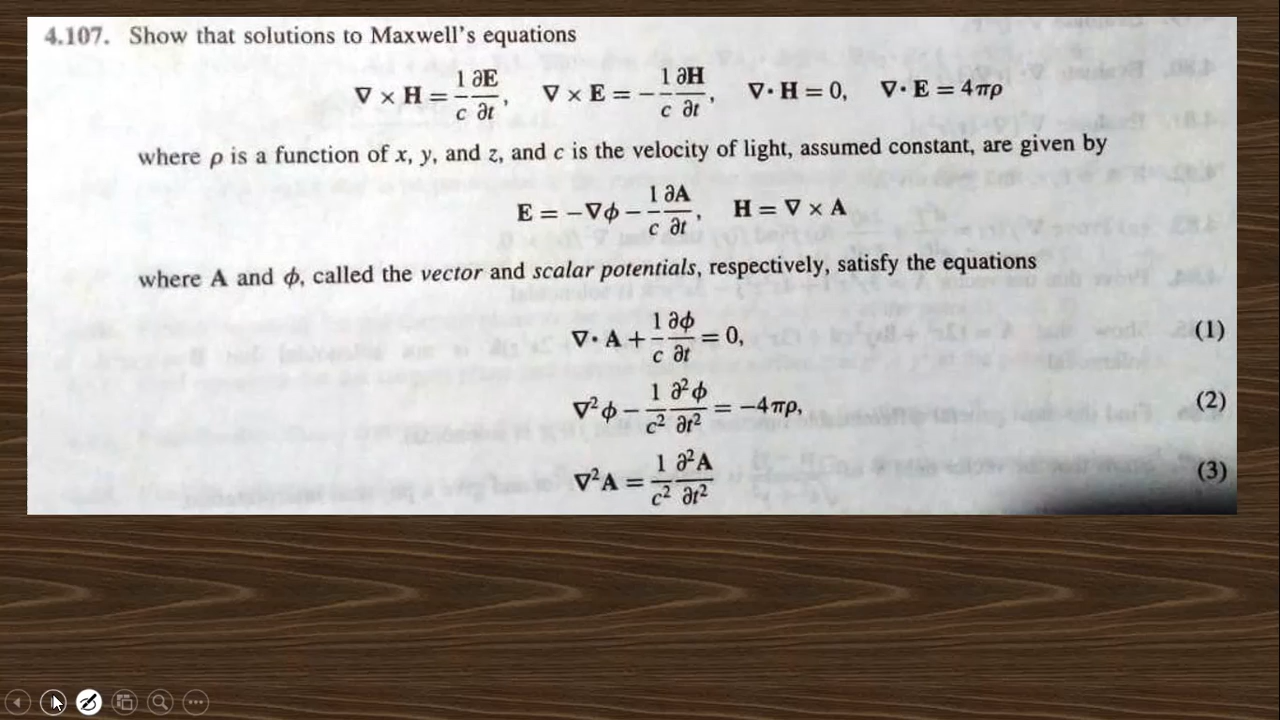 4.107. Show that solutions to Maxwell's equations
∇ × H = 1/c ∂E/∂t, ∇ × E = − 1/c ∂H/∂t, ∇ · H = 0, ∇ · E = 4πρ
where ρ is a function of x, y, and z, and c is the velocity of light, assumed constant, are given by
E = −∇ϕ − 1/c ∂A/∂t, H = ∇ × A
where A and ϕ, called the vector and scalar potentials, respectively, satisfy the equations
∇ · A + 1/c ∂ϕ/∂t = 0, (1)
∇²ϕ − 1/c² ∂²ϕ/∂t² = −4πρ, (2)
∇²A = 1/c² ∂²A/∂t² (3)